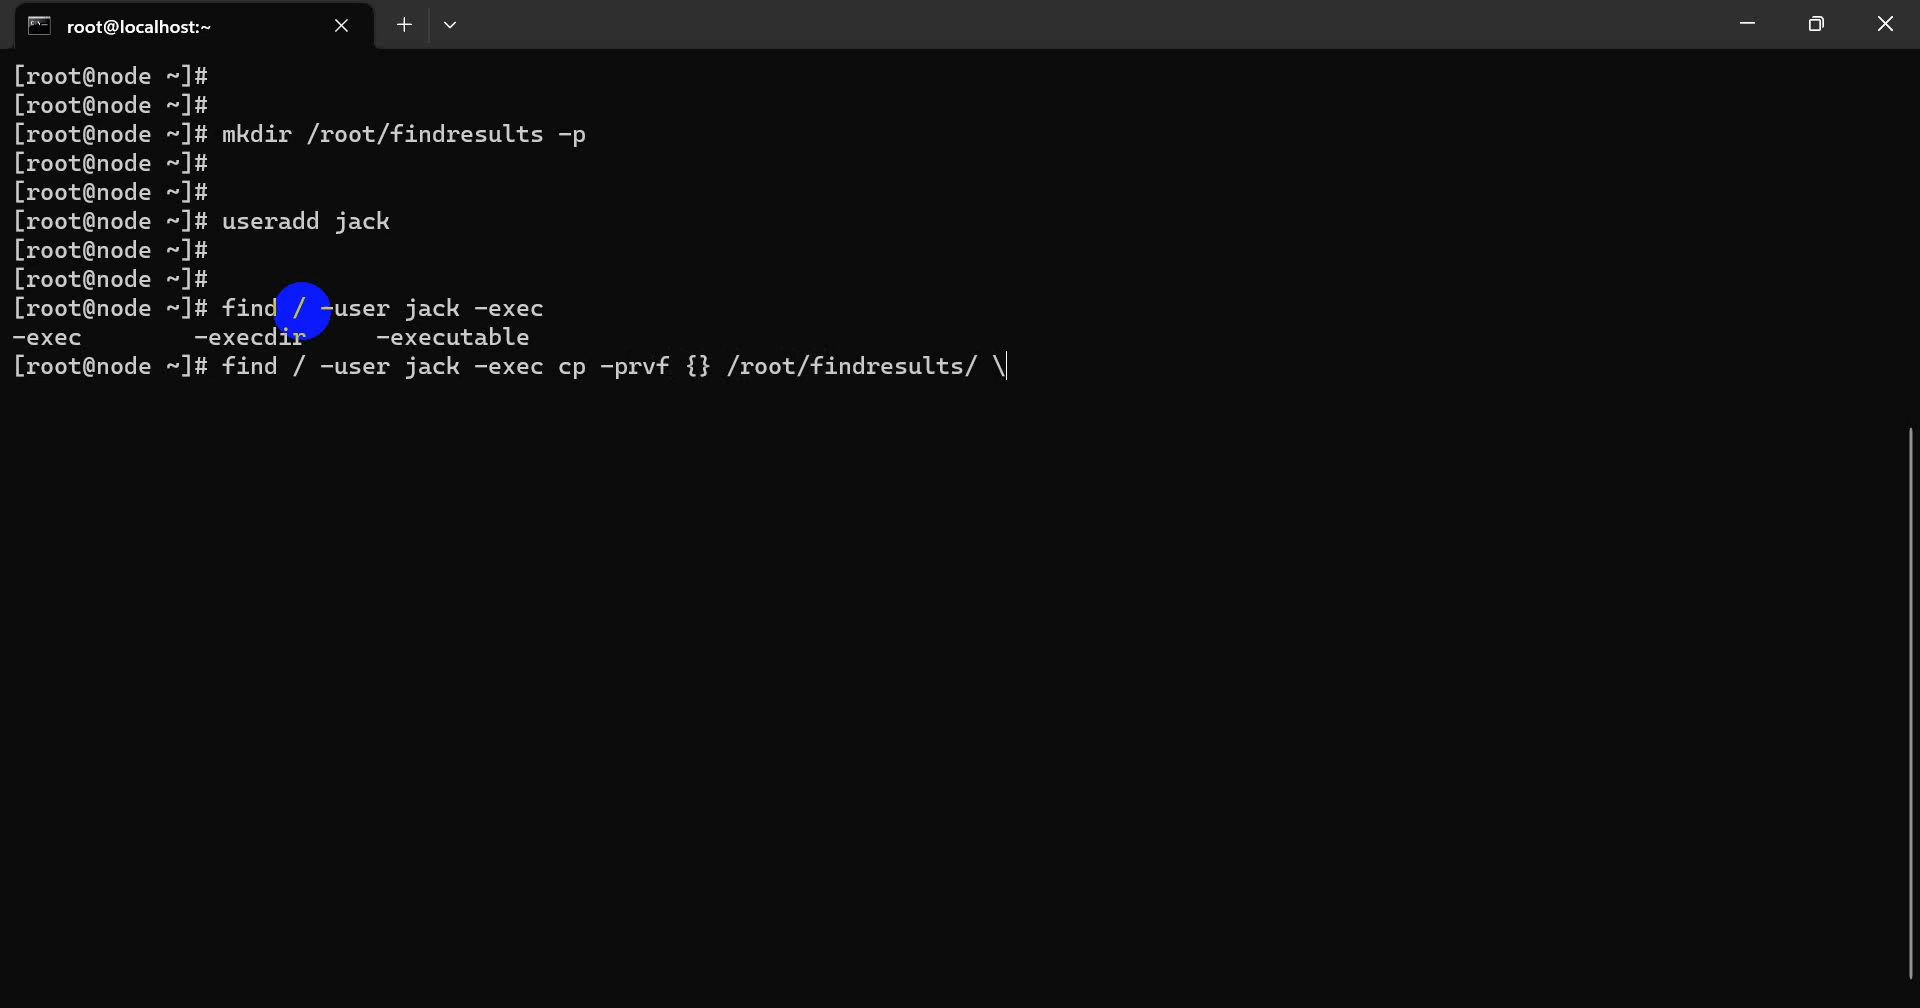 root@localhost:~
[root@node ~]#
[root@node ~]#
[root@node ~]# mkdir /root/findresults -p
[root@node ~]#
[root@node ~]#
[root@node ~]# useradd jack
[root@node ~]#
[root@node ~]#
[root@node ~]# find / -user jack -exec
-exec        -execdir     -executable
[root@node ~]# find / -user jack -exec cp -prvf {} /root/findresults/ \